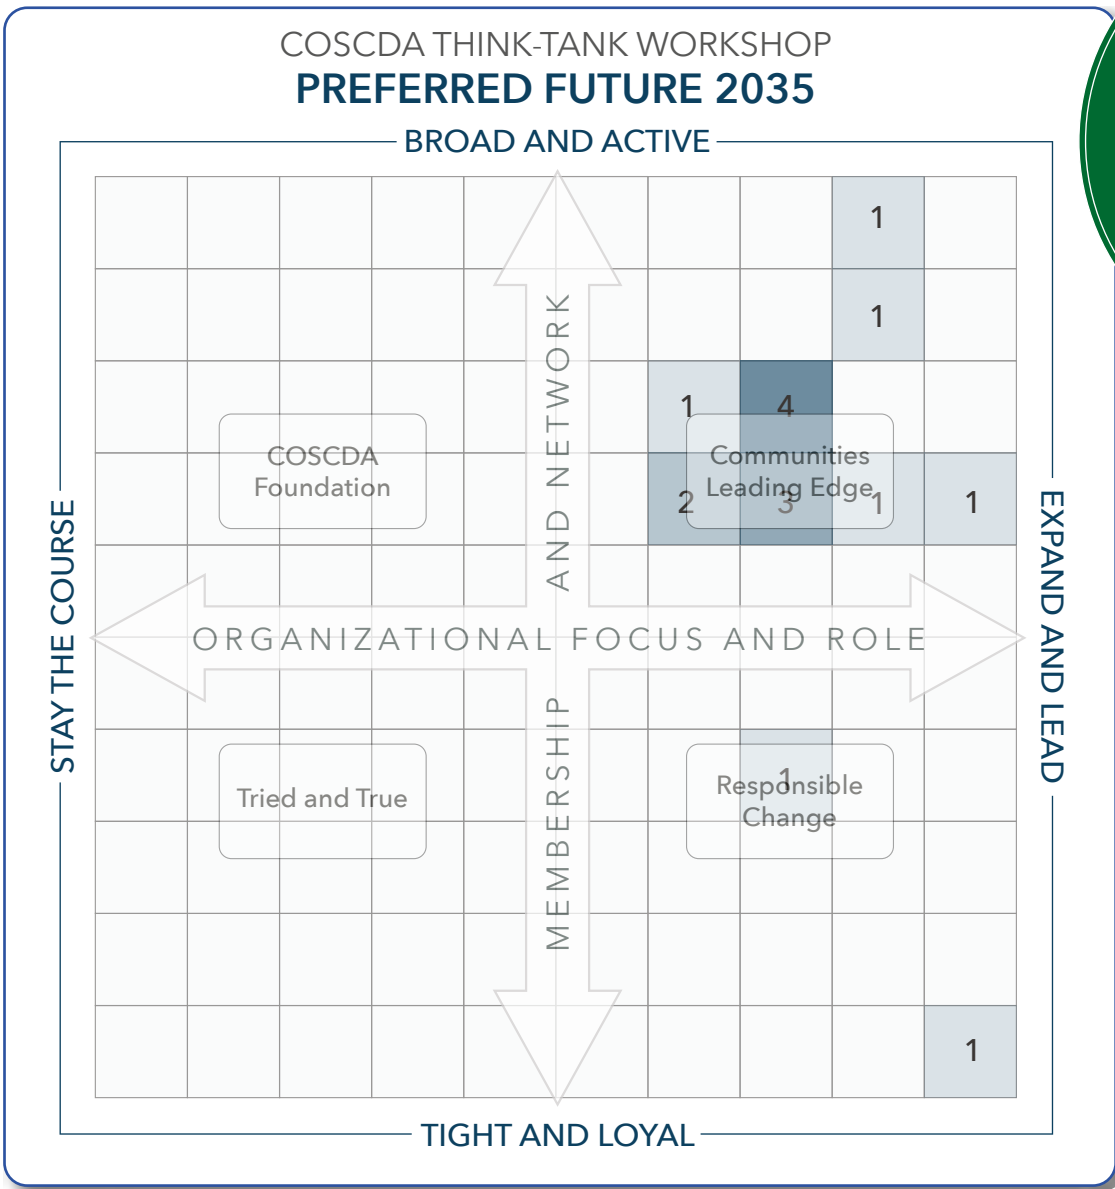 COSCDA THINK-TANK WORKSHOP
PREFERRED FUTURE 2035
BROAD AND ACTIVE
1
1
1 4
COSCDA
Foundation
Communities
Leading Edge
2 3 1 1
STAY THE COURSE
EXPAND AND LEAD
ORGANIZATIONAL FOCUS AND ROLE
MEMBERSHIP AND NETWORK
Tried and True
1
Responsible
Change
1
TIGHT AND LOYAL